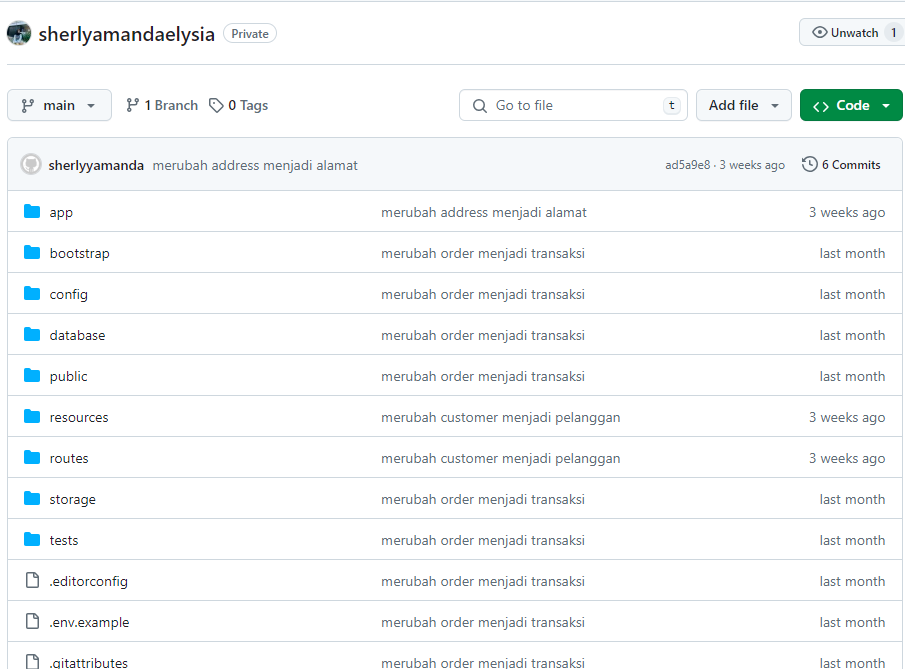 sherlyamandaelysia Private Unwatch 1
main 1 Branch 0 Tags Go to file t Add file Code
sherlyyamanda merubah address menjadi alamat ad5a9e8 · 3 weeks ago 6 Commits
app merubah address menjadi alamat 3 weeks ago
bootstrap merubah order menjadi transaksi last month
config merubah order menjadi transaksi last month
database merubah order menjadi transaksi last month
public merubah order menjadi transaksi last month
resources merubah customer menjadi pelanggan 3 weeks ago
routes merubah customer menjadi pelanggan 3 weeks ago
storage merubah order menjadi transaksi last month
tests merubah order menjadi transaksi last month
.editorconfig merubah order menjadi transaksi last month
.env.example merubah order menjadi transaksi last month
.gitattributes merubah order menjadi transaksi last month